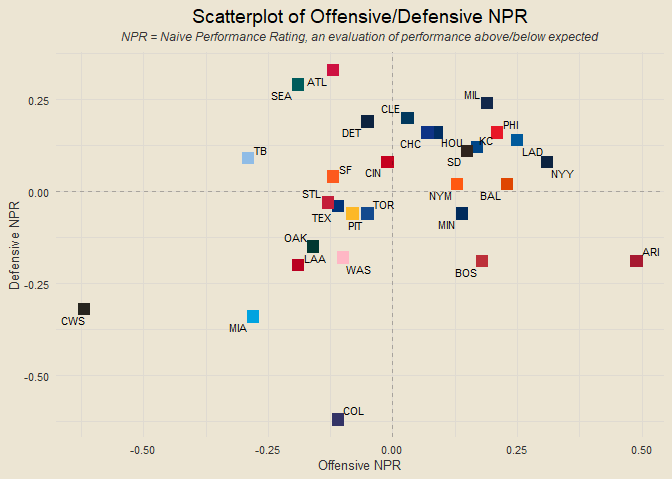 Scatterplot of Offensive/Defensive NPR
NPR = Naive Performance Rating, an evaluation of performance above/below expected
ATL
SEA
MIL
0.25
CLE
PHI
DET
CHC
HOU
KC
LAD
TB
SD
SF
CIN
NYY
0.00
STL
NYM
BAL
TEX
TOR
PIT
MIN
OAK
LAA
WAS
BOS
ARI
-0.25
CWS
MIA
-0.50
COL
Defensive NPR
-0.50
-0.25
0.00
0.25
0.50
Offensive NPR